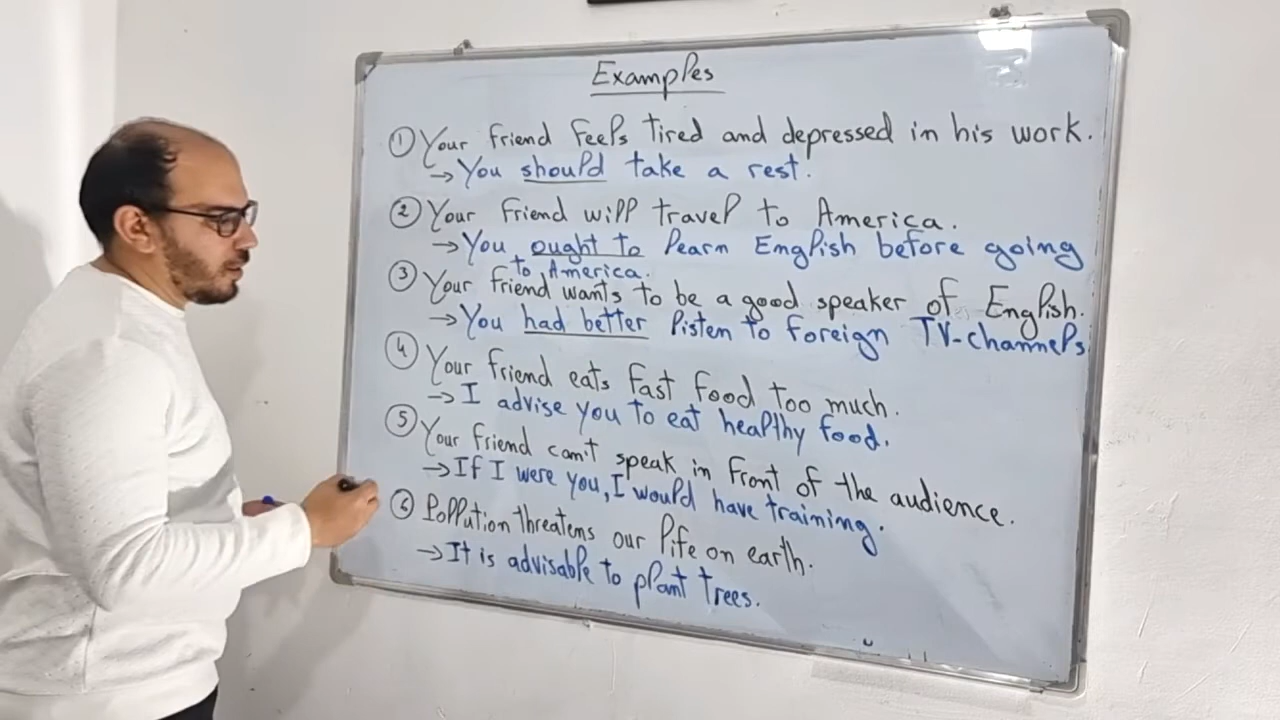 Examples
① Your friend feels tired and depressed in his work.
→ You should take a rest.
② Your friend will travel to America.
→ You ought to learn English before going
to America.
③ Your friend wants to be a good speaker of English.
→ You had better listen to foreign TV-channels
④ Your friend eats fast food too much.
→ I advise you to eat healthy food.
⑤ Your friend can't speak in front of the audience.
→ If I were you, I would have training.
⑥ Pollution threatens our life on earth.
→ It is advisable to plant trees.